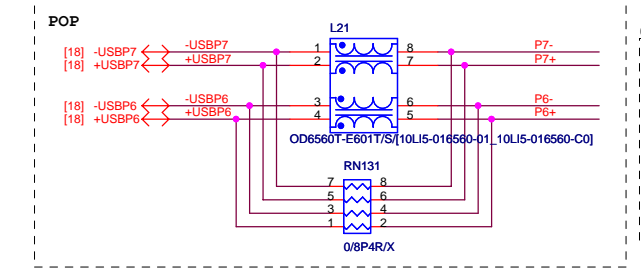 POP
L21
[18] -USBP7 -USBP7 1 8 P7-
[18] +USBP7 +USBP7 2 7 P7+
[18] -USBP6 -USBP6 3 6 P6-
[18] +USBP6 +USBP6 4 5 P6+
OD6560T-E601T/S/[10LI5-016560-01_10LI5-016560-C0]
RN131
7 8
5 6
3 4
1 2
0/8P4R/X